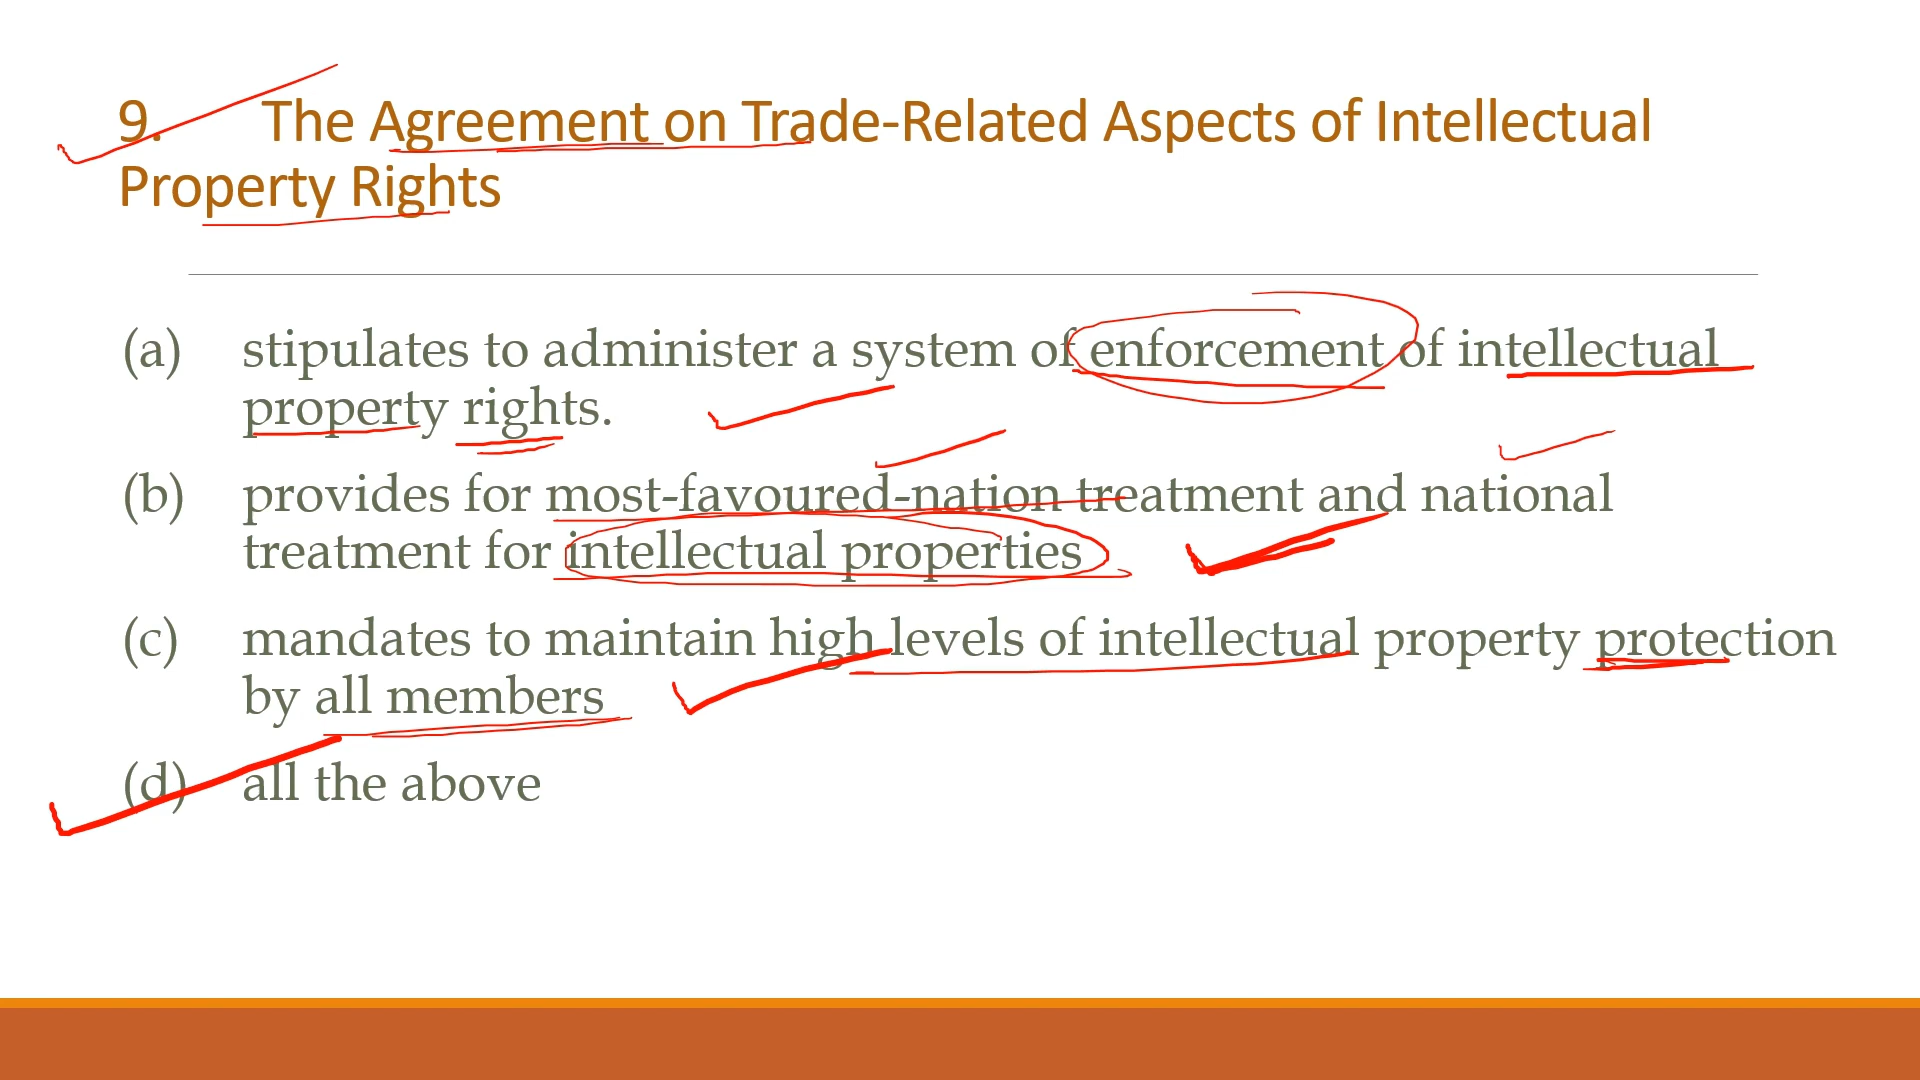 9. The Agreement on Trade-Related Aspects of Intellectual
Property Rights
(a) stipulates to administer a system of enforcement of intellectual
property rights.
(b) provides for most-favoured-nation treatment and national
treatment for intellectual properties
(c) mandates to maintain high levels of intellectual property protection
by all members
(d) all the above